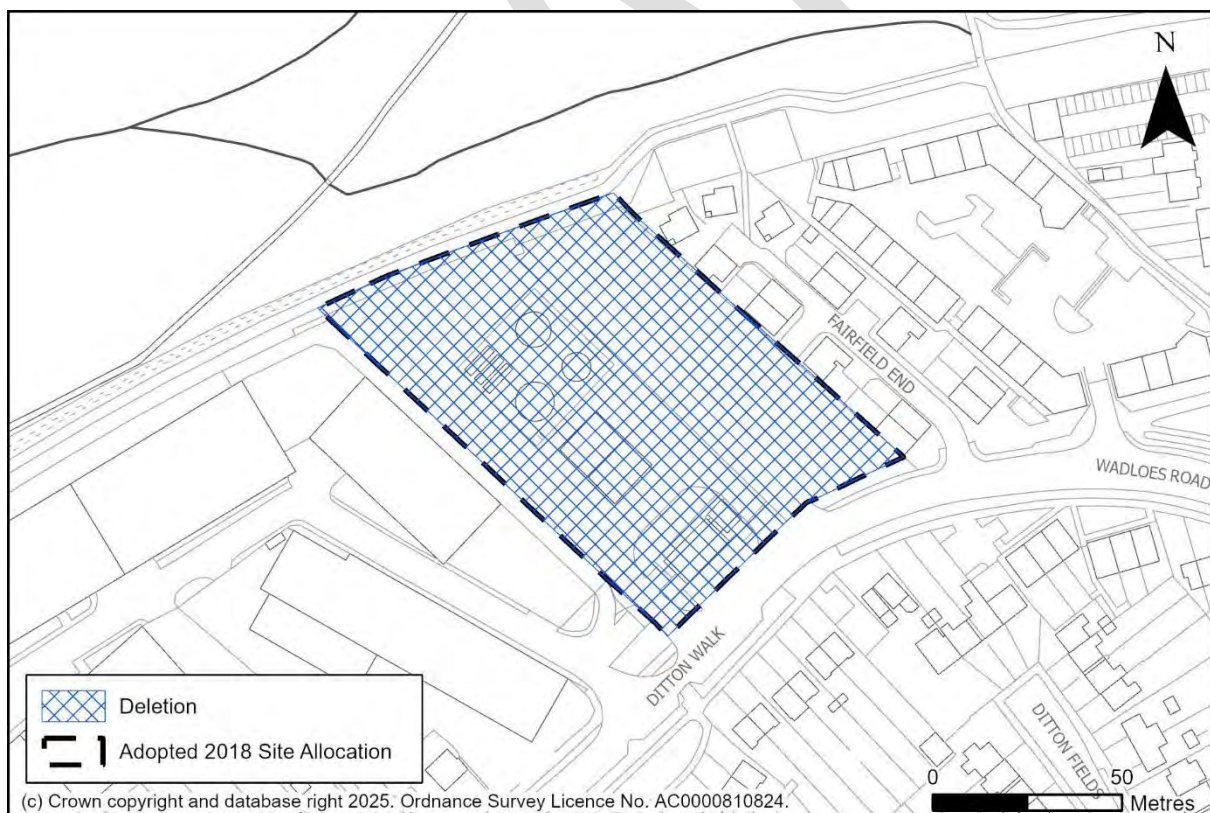 N
FAIRFIELD END
WADLOES ROAD
DITTON WALK
DITTON FIELDS
Deletion
Adopted 2018 Site Allocation
0 50
Metres
(c) Crown copyright and database right 2025. Ordnance Survey Licence No. AC0000810824.